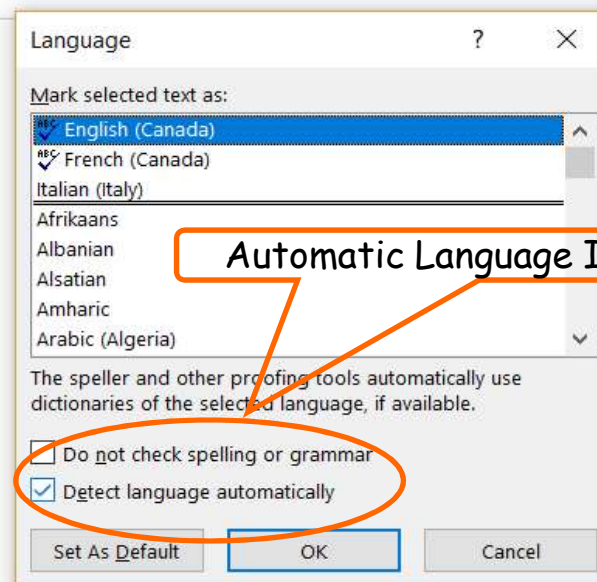 Language ?
Mark selected text as:
English (Canada)
French (Canada)
Italian (Italy)
Afrikaans
Albanian
Automatic Language
Alsatian
Amharic
Arabic (Algeria)
The speller and other proofing tools automatically use
dictionaries of the selected language, if available.
Do not check spelling or grammar
Detect language automatically
Set As Default OK Cancel